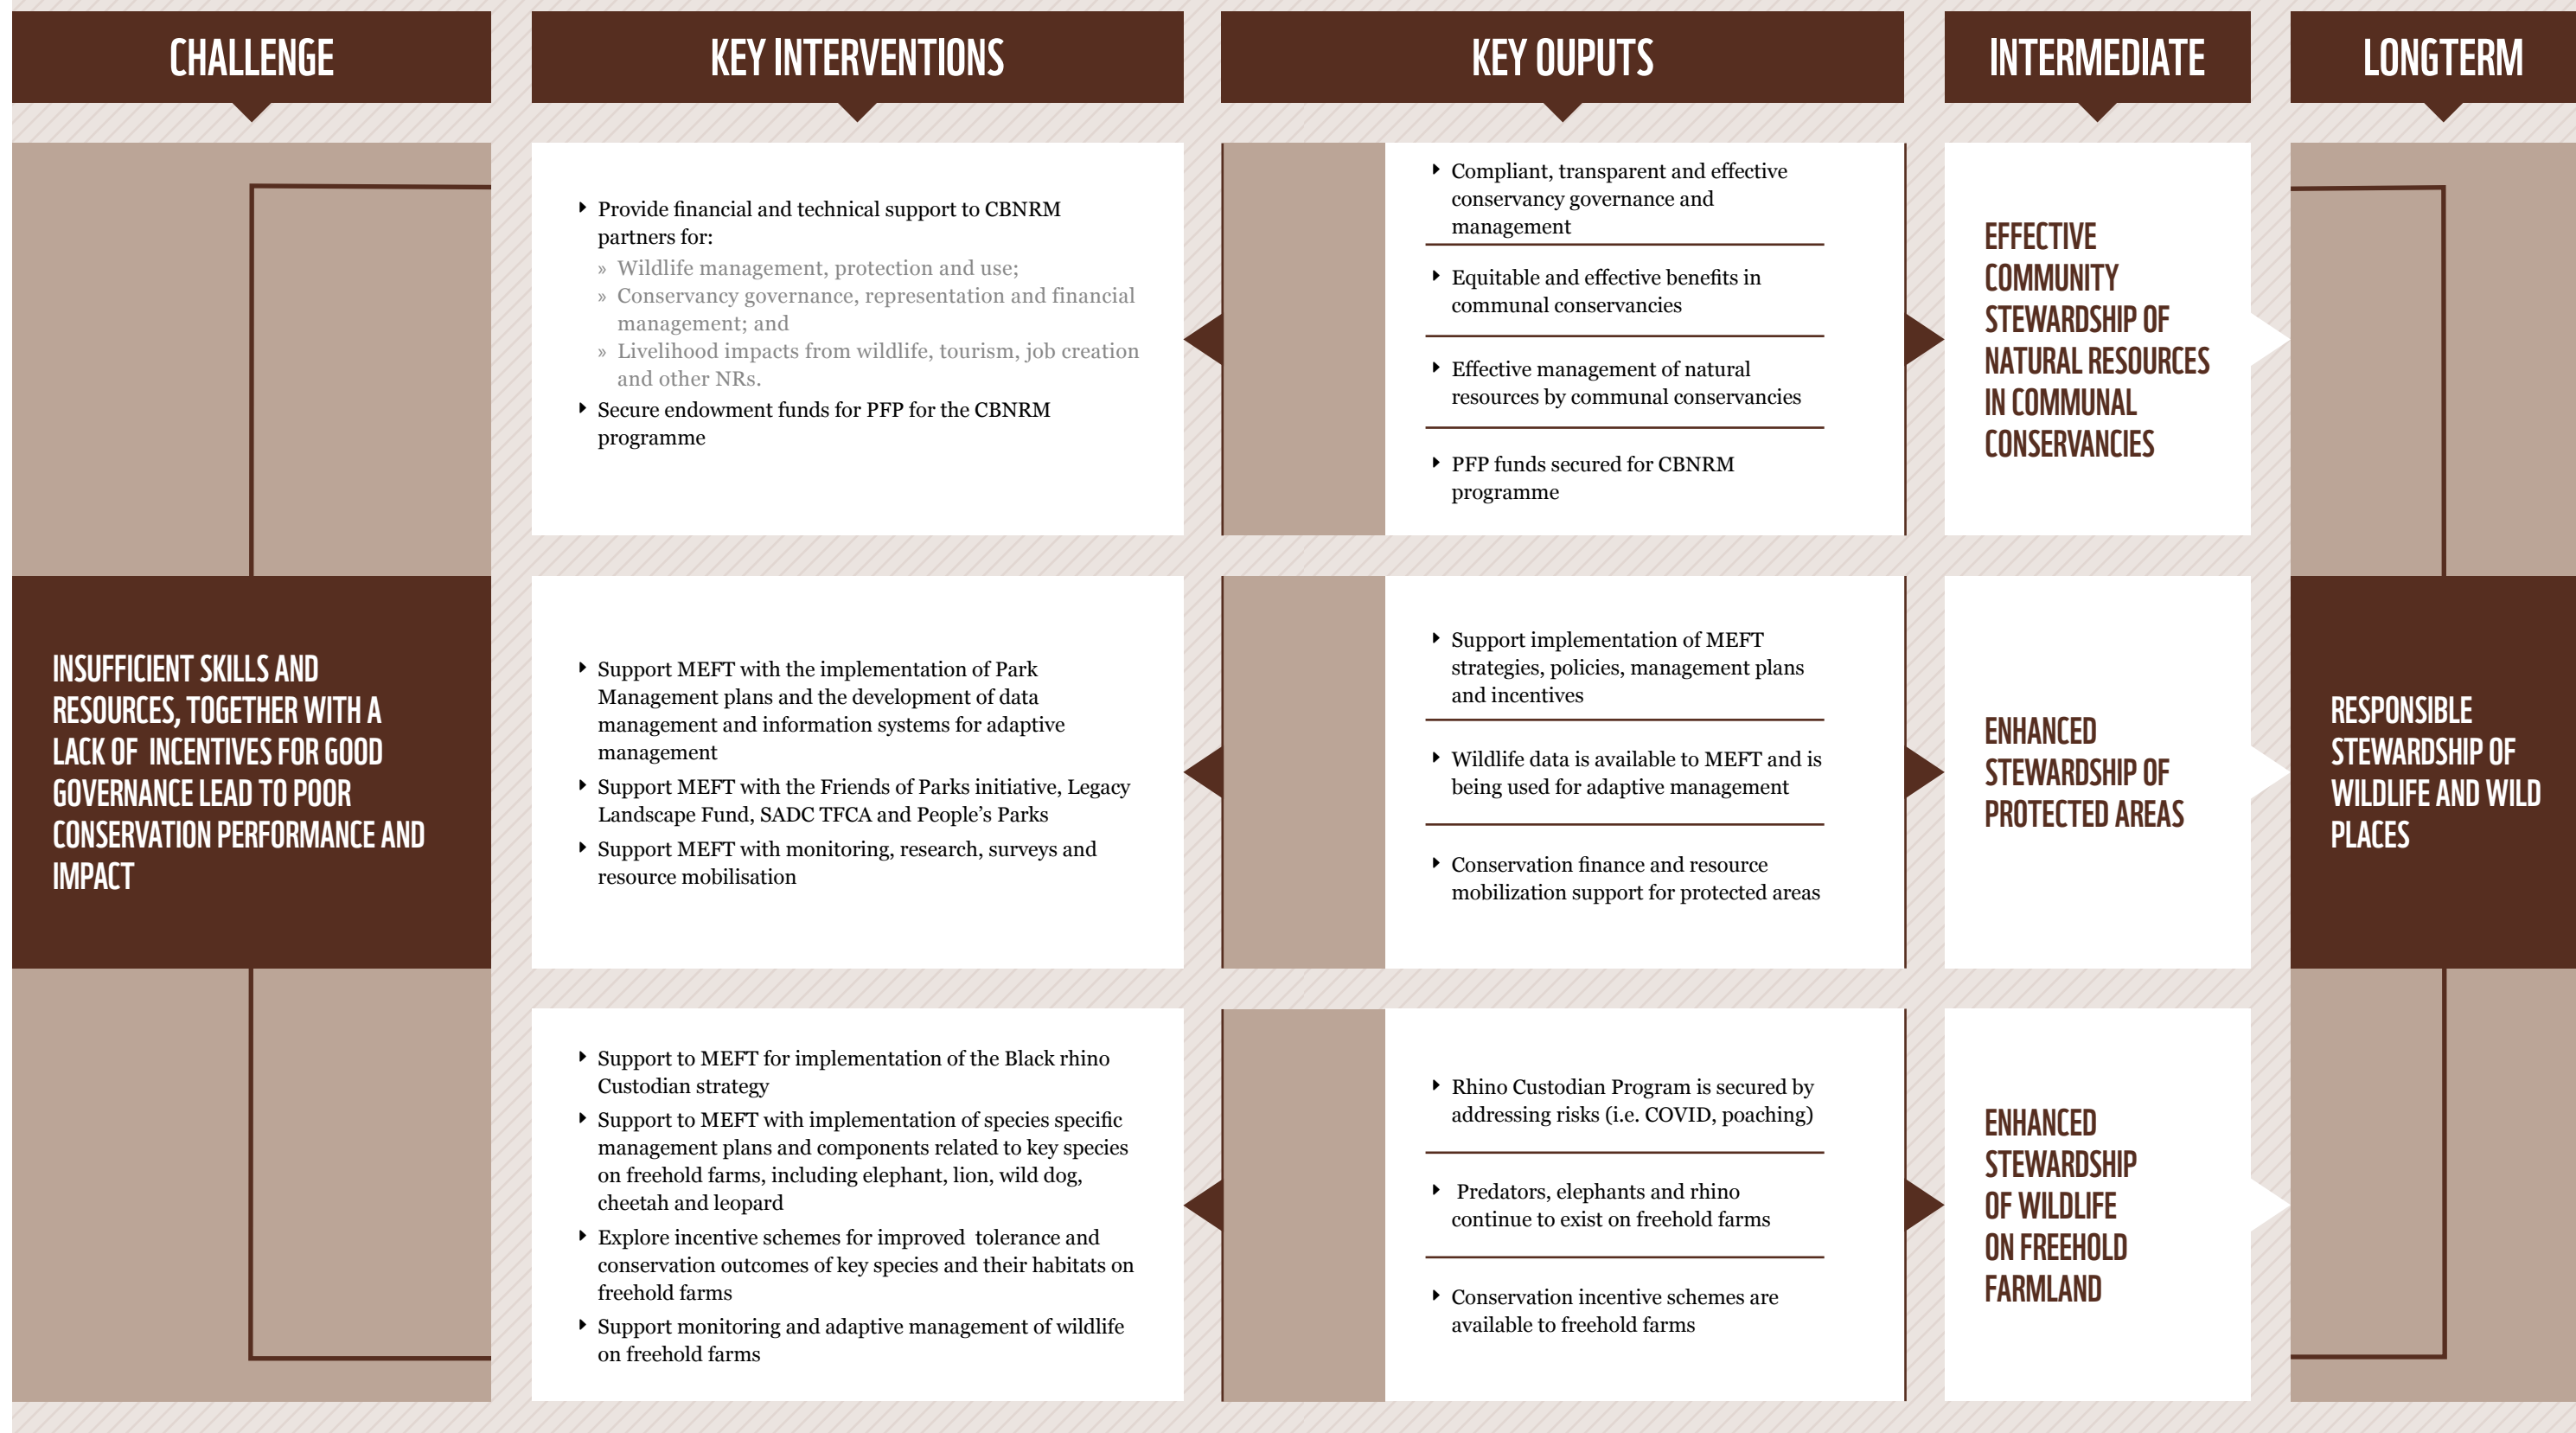 CHALLENGE
KEY INTERVENTIONS
KEY OUPUTS
INTERMEDIATE
LONGTERM
INSUFFICIENT SKILLS AND
RESOURCES, TOGETHER WITH A
LACK OF INCENTIVES FOR GOOD
GOVERNANCE LEAD TO POOR
CONSERVATION PERFORMANCE AND
IMPACT
Provide financial and technical support to CBNRM
partners for:
» Wildlife management, protection and use;
» Conservancy governance, representation and financial
management; and
» Livelihood impacts from wildlife, tourism, job creation
and other NRs.
Secure endowment funds for PFP for the CBNRM
programme
Compliant, transparent and effective
conservancy governance and
management
Equitable and effective benefits in
communal conservancies
Effective management of natural
resources by communal conservancies
PFP funds secured for CBNRM
programme
EFFECTIVE
COMMUNITY
STEWARDSHIP OF
NATURAL RESOURCES
IN COMMUNAL
CONSERVANCIES
Support MEFT with the implementation of Park
Management plans and the development of data
management and information systems for adaptive
management
Support MEFT with the Friends of Parks initiative, Legacy
Landscape Fund, SADC TFCA and People's Parks
Support MEFT with monitoring, research, surveys and
resource mobilisation
Support implementation of MEFT
strategies, policies, management plans
and incentives
Wildlife data is available to MEFT and is
being used for adaptive management
Conservation finance and resource
mobilization support for protected areas
ENHANCED
STEWARDSHIP OF
PROTECTED AREAS
Support to MEFT for implementation of the Black rhino
Custodian strategy
Support to MEFT with implementation of species specific
management plans and components related to key species
on freehold farms, including elephant, lion, wild dog,
cheetah and leopard
Explore incentive schemes for improved tolerance and
conservation outcomes of key species and their habitats on
freehold farms
Support monitoring and adaptive management of wildlife
on freehold farms
Rhino Custodian Program is secured by
addressing risks (i.e. COVID, poaching)
Predators, elephants and rhino
continue to exist on freehold farms
Conservation incentive schemes are
available to freehold farms
ENHANCED
STEWARDSHIP
OF WILDLIFE
ON FREEHOLD
FARMLAND
RESPONSIBLE
STEWARDSHIP OF
WILDLIFE AND WILD
PLACES